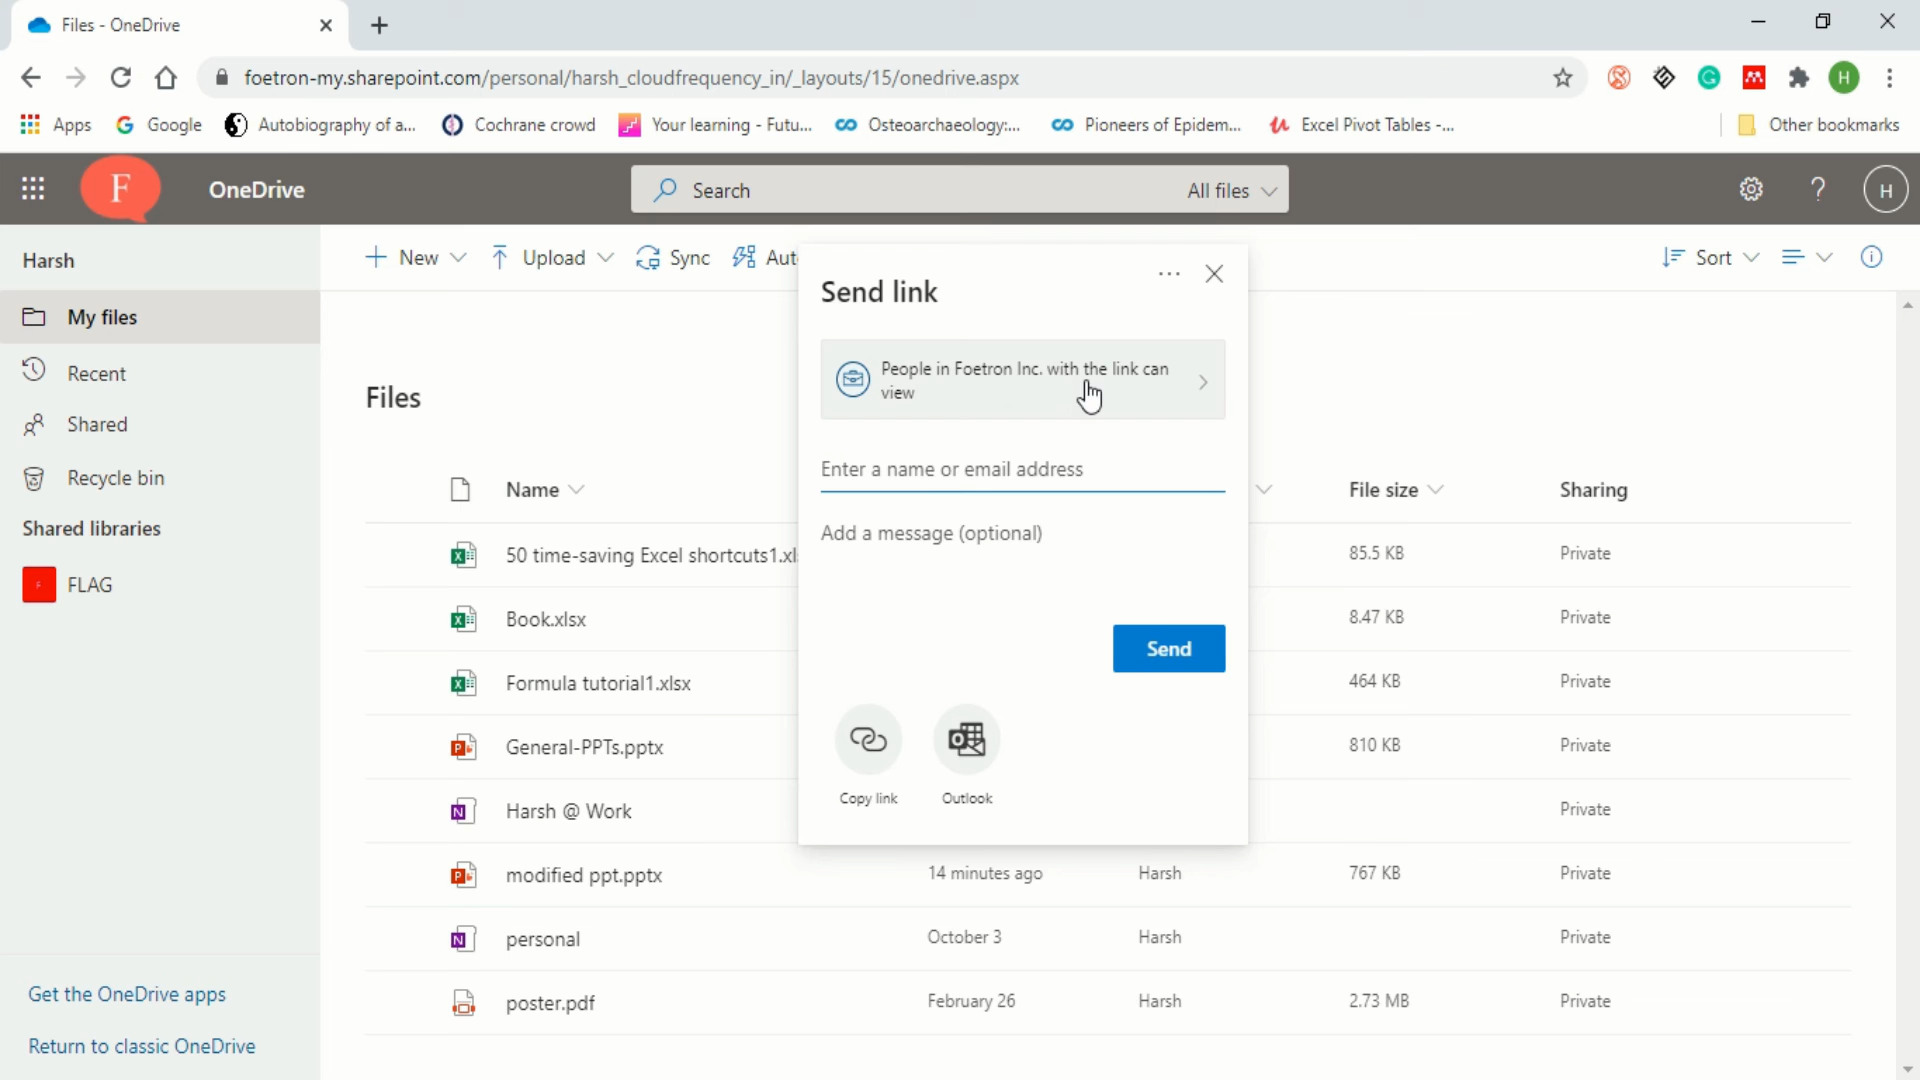 Files - OneDrive
foetron-my.sharepoint.com/personal/harsh_cloudfrequency_in/_layouts/15/onedrive.aspx
H
Apps
Google
Autobiography of a...
Cochrane crowd
Your learning - Futu...
Osteoarchaeology:...
Pioneers of Epidem...
Excel Pivot Tables -...
Other bookmarks
F
OneDrive
Search
All files
?
H
Harsh
My files
Recent
Shared
Recycle bin
Shared libraries
F
FLAG
Get the OneDrive apps
Return to classic OneDrive
New
Upload
Sync
Aut
Sort
Files
Name
File size
Sharing
50 time-saving Excel shortcuts1.xl
85.5 KB
Private
Book.xlsx
8.47 KB
Private
Formula tutorial1.xlsx
464 KB
Private
General-PPTs.pptx
810 KB
Private
Harsh @ Work
Private
modified ppt.pptx
14 minutes ago
Harsh
767 KB
Private
personal
October 3
Harsh
Private
poster.pdf
February 26
Harsh
2.73 MB
Private
Send link
People in Foetron Inc. with the link can
view
Enter a name or email address
Add a message (optional)
Send
Copy link
Outlook